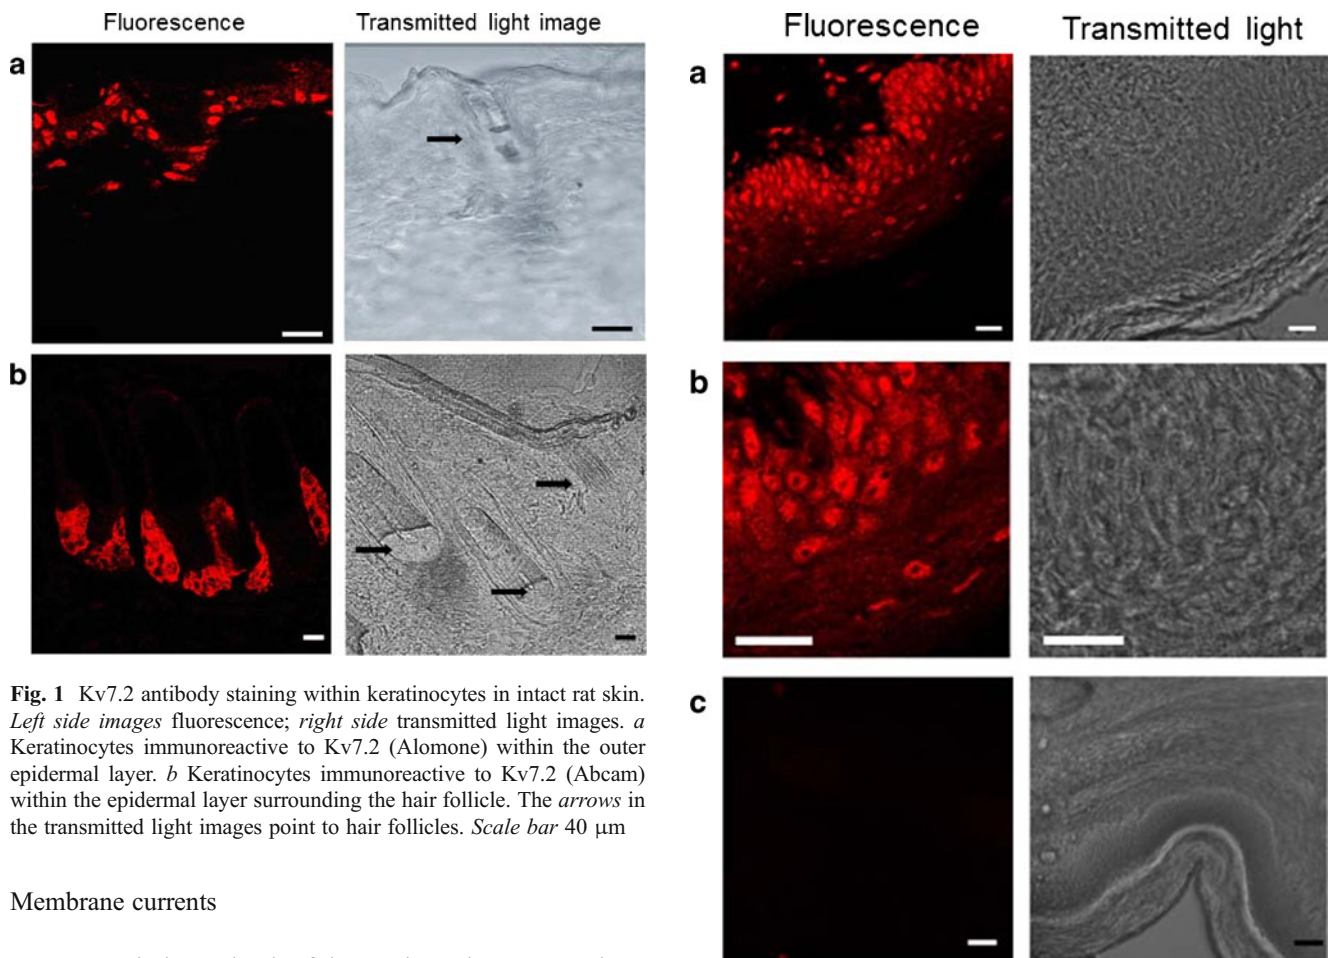 Fluorescence
Transmitted light image
a
b
Fig. 1 Kv7.2 antibody staining within keratinocytes in intact rat skin.
Left side images fluorescence; right side transmitted light images. a
Keratinocytes immunoreactive to Kv7.2 (Alomone) within the outer
epidermal layer. b Keratinocytes immunoreactive to Kv7.2 (Abcam)
within the epidermal layer surrounding the hair follicle. The arrows in
the transmitted light images point to hair follicles. Scale bar 40 μm
Membrane currents
Fluorescence
Transmitted light
a
b
c